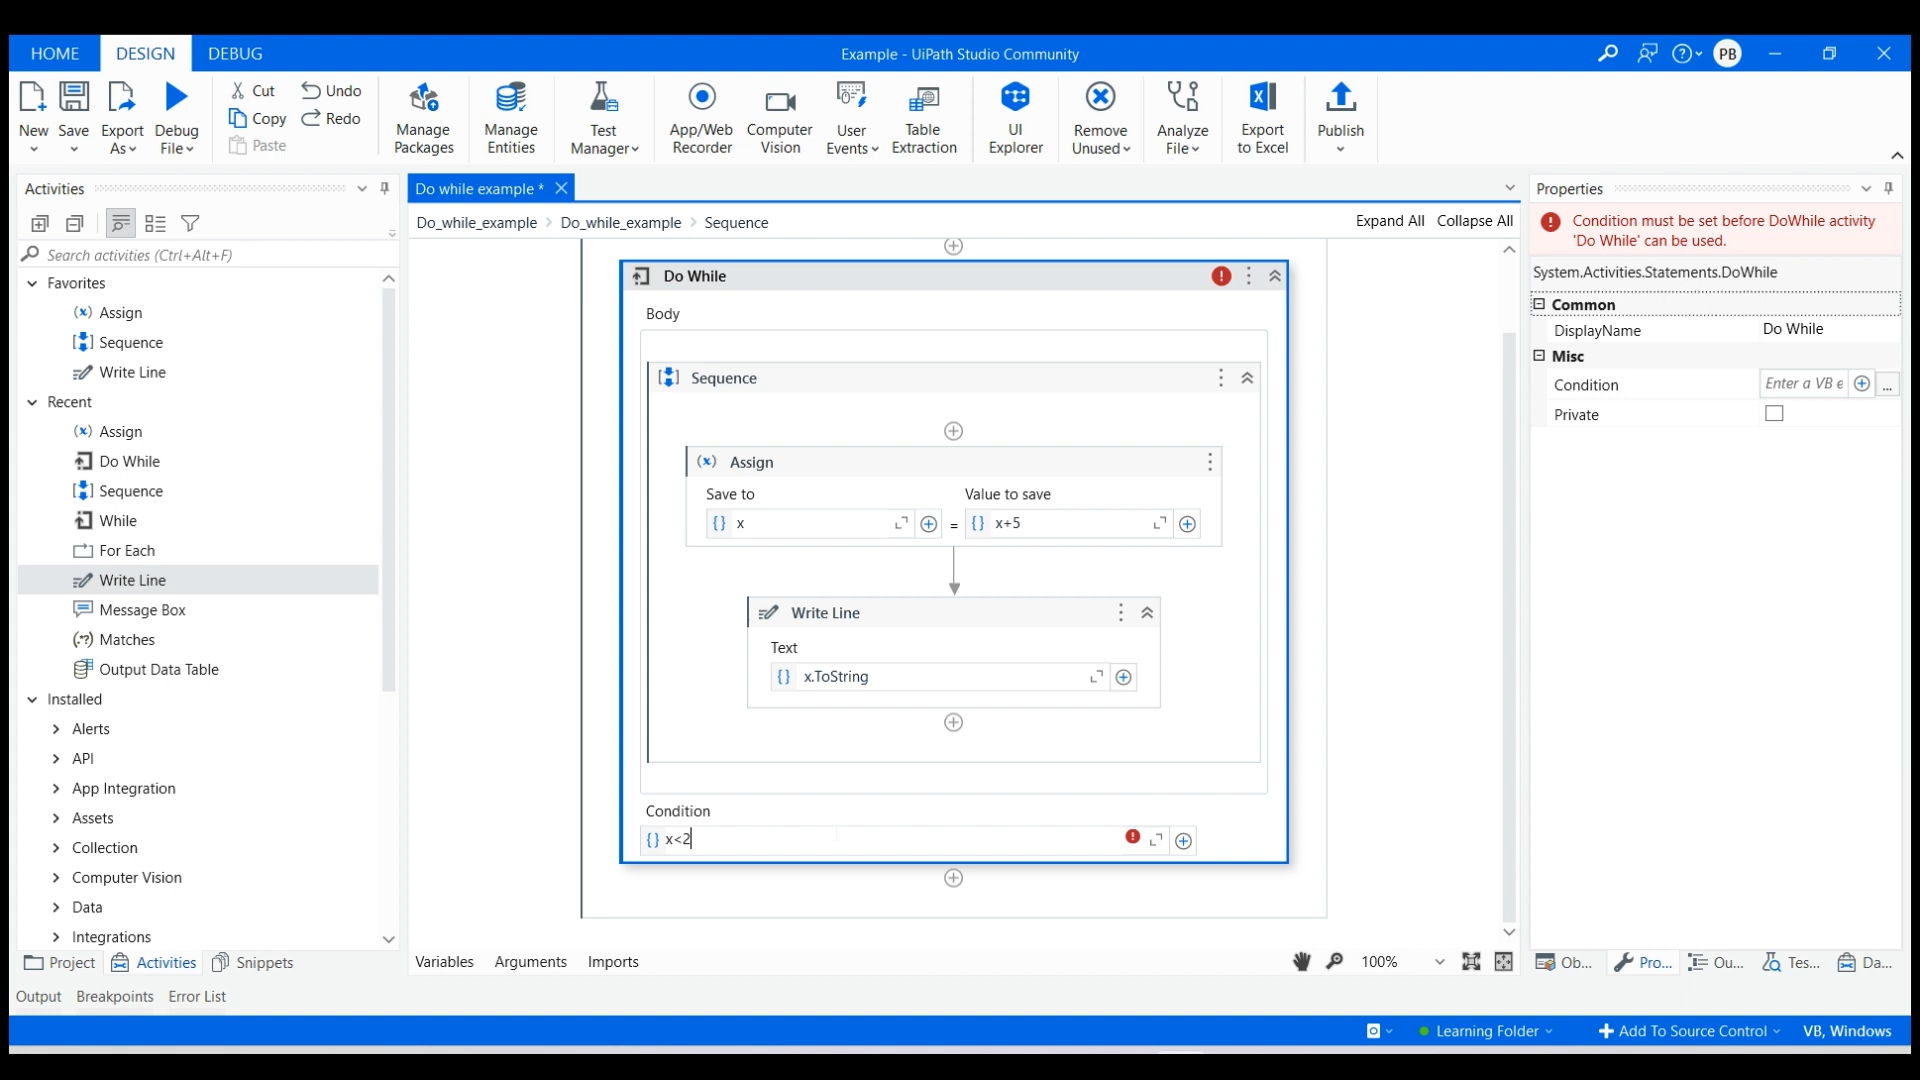 HOME DESIGN DEBUG Example - UiPath Studio Community PB
Cut Undo
Copy Redo
Paste
New Save Export As Debug File
Manage Packages
Manage Entities
Test Manager
App/Web Recorder
Computer Vision
User Events
Table Extraction
UI Explorer
Remove Unused
Analyze File
Export to Excel
Publish
Activities
Search activities (Ctrl+Alt+F)
Favorites
Assign
Sequence
Write Line
Recent
Assign
Do While
Sequence
While
For Each
Write Line
Message Box
Matches
Output Data Table
Installed
Alerts
API
App Integration
Assets
Collection
Computer Vision
Data
Integrations
Project Activities Snippets
Output Breakpoints Error List
Do while example *
Do_while_example > Do_while_example > Sequence
Expand All Collapse All
Do While
Body
Sequence
Assign
Save to Value to save
x = x+5
Write Line
Text
x.ToString
Condition
x<2
Variables Arguments Imports 100%
Properties
Condition must be set before DoWhile activity
'Do While' can be used.
System.Activities.Statements.DoWhile
Common
DisplayName Do While
Misc
Condition Enter a VB e ...
Private
Ob... Pro... Ou... Tes... Da...
Learning Folder Add To Source Control VB, Windows